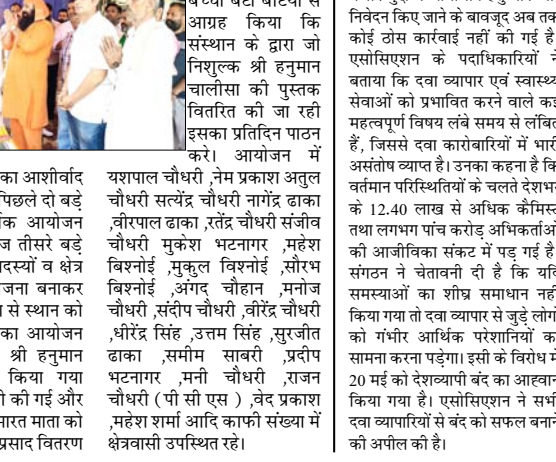 का आशीर्वाद
पिछले दो बड़े
आयोजन
तीसरे बड़े
व क्षेत्र
बनाकर
से स्थान को
का आयोजन
श्री हनुमान
किया गया
की गई और
भारत माता को
प्रसाद वितरण
आग्रह किया कि
संस्थान के द्वारा जो
निशुल्क श्री हनुमान
चालीसा की पुस्तक
वितरित की जा रही
इसका प्रतिदिन पाठन
करे। आयोजन में
यशपाल चौधरी ,नेम प्रकाश अतुल
चौधरी सत्येंद्र चौधरी नागेंद्र ढाका
,वीरपाल ढाका ,रतेंद्र चौधरी संजीव
चौधरी मुकेश भटनागर ,महेश
बिश्नोई ,मुकुल विश्नोई ,सौरभ
बिश्नोई ,अंगद चौहान ,मनोज
चौधरी ,संदीप चौधरी ,वीरेंद्र चौधरी
,धीरेंद्र सिंह ,उत्तम सिंह ,सुरजीत
ढाका ,समीम साबरी ,प्रदीप
भटनागर ,मनी चौधरी ,राजन
चौधरी (पी सी एस ) ,वेद प्रकाश
,महेश शर्मा आदि काफी संख्या में
क्षेत्रवासी उपस्थित रहे।
निवेदन किए जाने के बावजूद अब तक
कोई ठोस कार्रवाई नहीं की गई है
एसोसिएशन के पदाधिकारियों ने
बताया कि दवा व्यापार एवं स्वास्थ्य
सेवाओं को प्रभावित करने वाले कई
महत्वपूर्ण विषय लंबे समय से लंबित
हैं, जिससे दवा कारोबारियों में भारी
असंतोष व्याप्त है। उनका कहना है कि
वर्तमान परिस्थितियों के चलते देशभर
के 12.40 लाख से अधिक कैमिस्ट
तथा लगभग पांच करोड़ अभिकर्ताओं
की आजीविका संकट में पड़ गई है
संगठन ने चेतावनी दी है कि यदि
समस्याओं का शीघ्र समाधान नहीं
किया गया तो दवा व्यापार से जुड़े लोगों
को गंभीर आर्थिक परेशानियों का
सामना करना पड़ेगा। इसी के विरोध में
20 मई को देशव्यापी बंद का आह्वान
किया गया है। एसोसिएशन ने सभी
दवा व्यापारियों से बंद को सफल बनाने
की अपील की है।